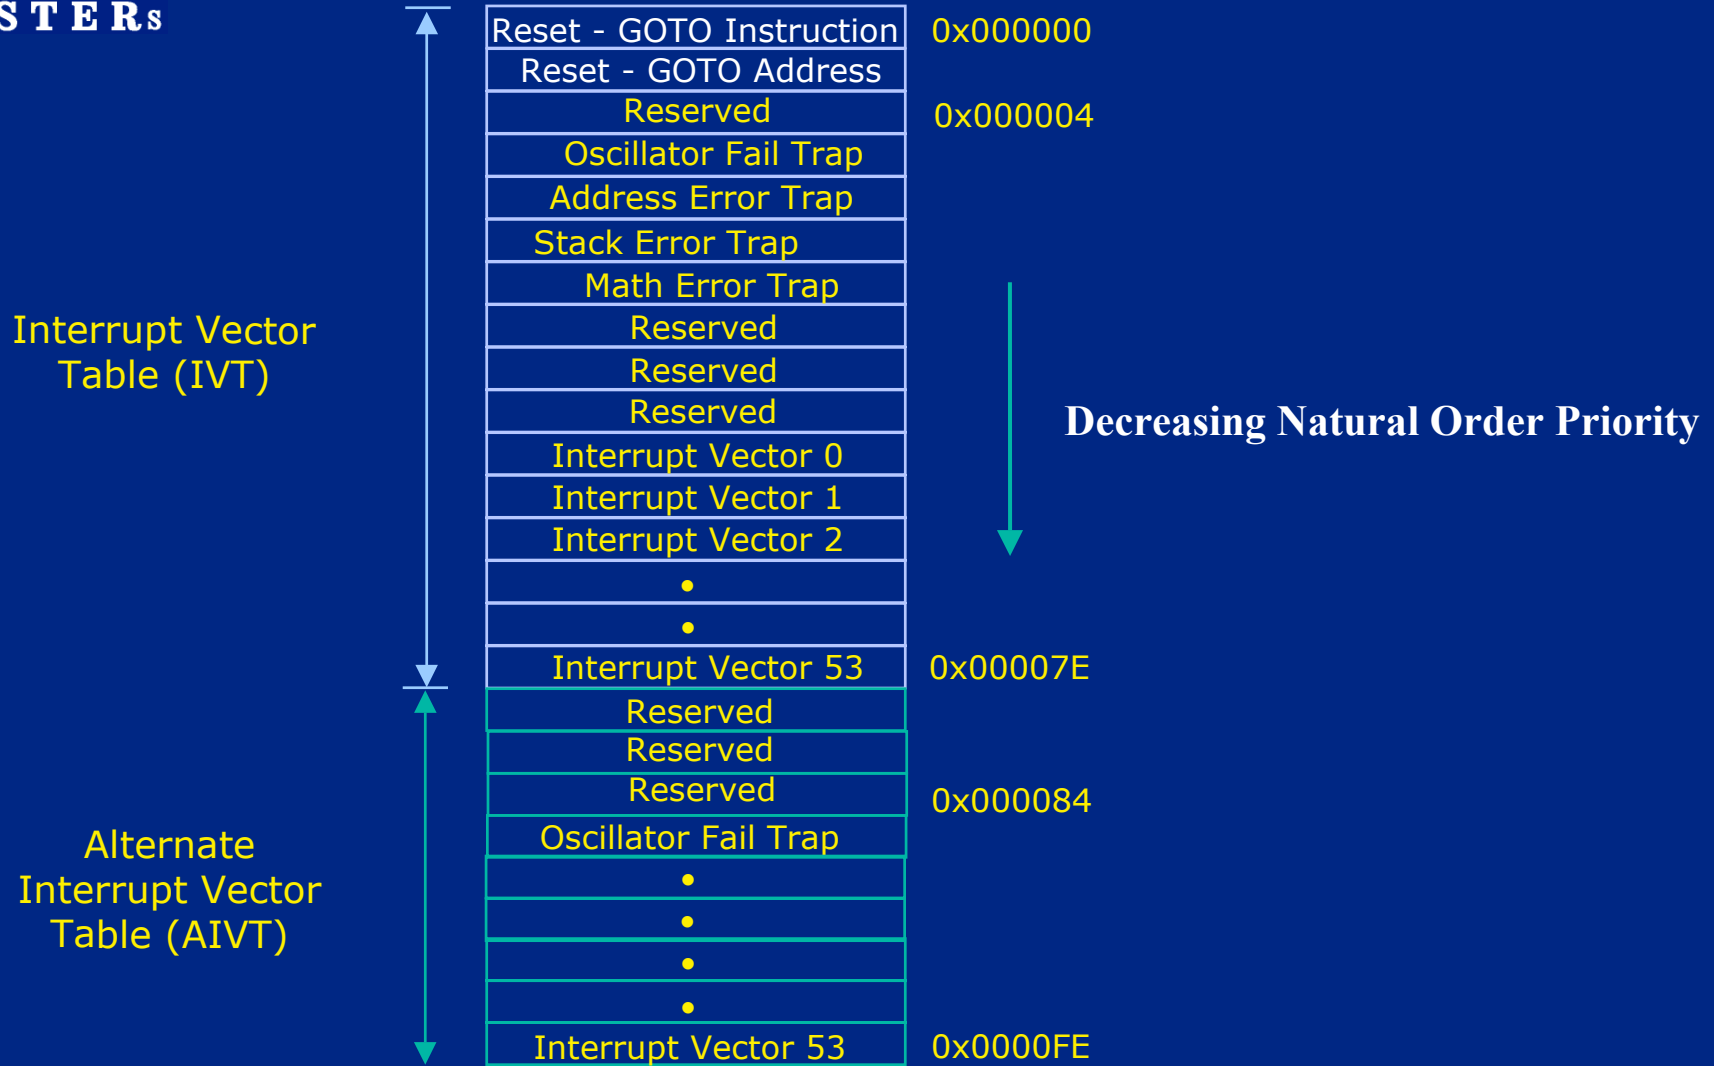 STERs
Reset - GOTO Instruction 0x000000
Reset - GOTO Address
Reserved 0x000004
Oscillator Fail Trap
Address Error Trap
Stack Error Trap
Math Error Trap
Reserved
Reserved
Reserved
Interrupt Vector 0
Interrupt Vector 1
Interrupt Vector 2
•
•
Interrupt Vector 53 0x00007E
Interrupt Vector
Table (IVT)
Decreasing Natural Order Priority
Reserved
Reserved
Reserved 0x000084
Oscillator Fail Trap
•
•
•
•
Interrupt Vector 53 0x0000FE
Alternate
Interrupt Vector
Table (AIVT)